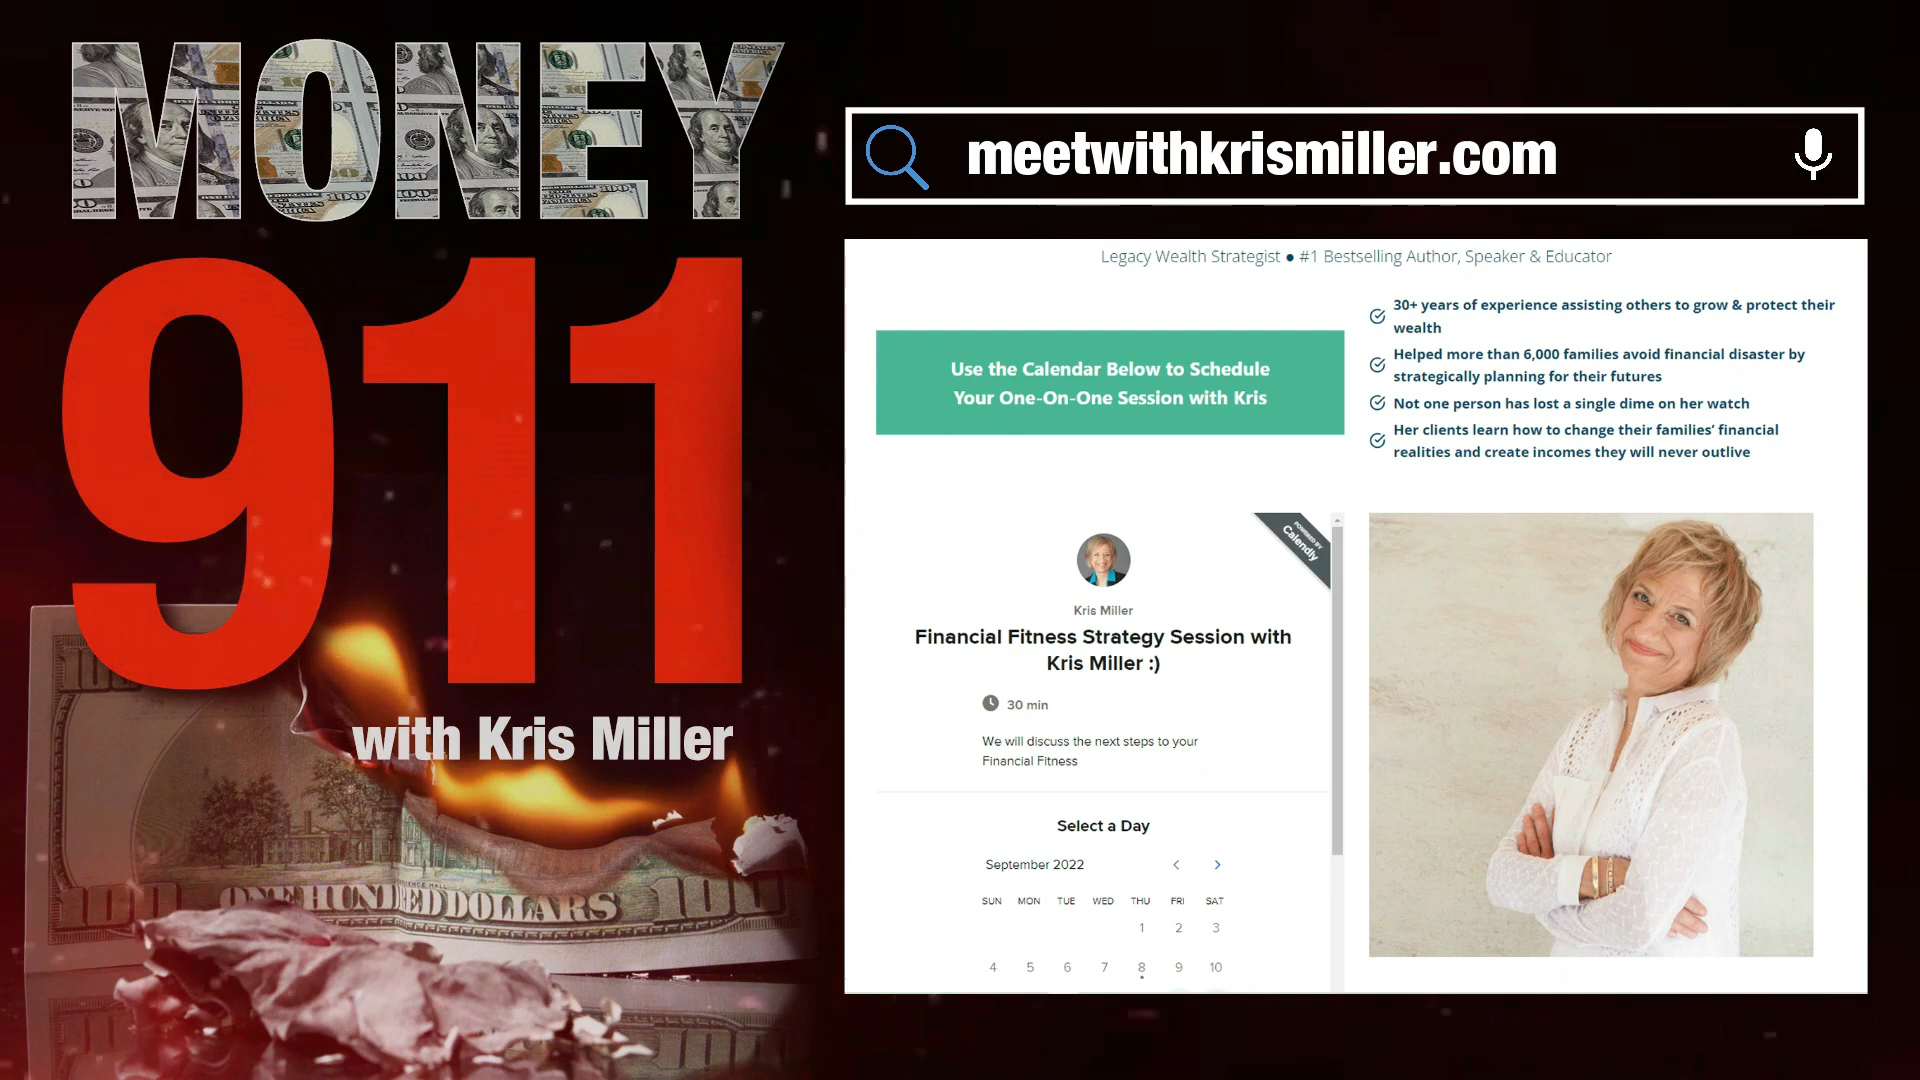 MONEY
911
with Kris Miller
ONE HUNDRED DOLLARS
100
100
meetwithkrismiller.com
Legacy Wealth Strategist ● #1 Bestselling Author, Speaker & Educator
Use the Calendar Below to Schedule
Your One-On-One Session with Kris
30+ years of experience assisting others to grow & protect their
wealth
Helped more than 6,000 families avoid financial disaster by
strategically planning for their futures
Not one person has lost a single dime on her watch
Her clients learn how to change their families’ financial
realities and create incomes they will never outlive
POWERED BY
Calendly
Kris Miller
Financial Fitness Strategy Session with
Kris Miller :)
30 min
We will discuss the next steps to your
Financial Fitness
Select a Day
September 2022
SUN MON TUE WED THU FRI SAT
1 2 3
4 5 6 7 8 9 10